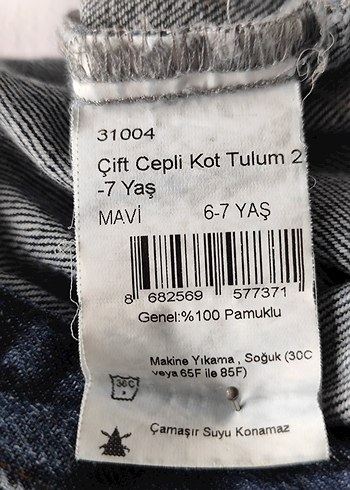 31004
Çift Cepli Kot Tulum 2
-7 Yaş
MAVİ 6-7 YAŞ
8 682569 577371
Genel:%100 Pamuklu
Makine Yıkama , Soğuk (30C
veya 65F ile 85F)
30C
Çamaşır Suyu Konamaz